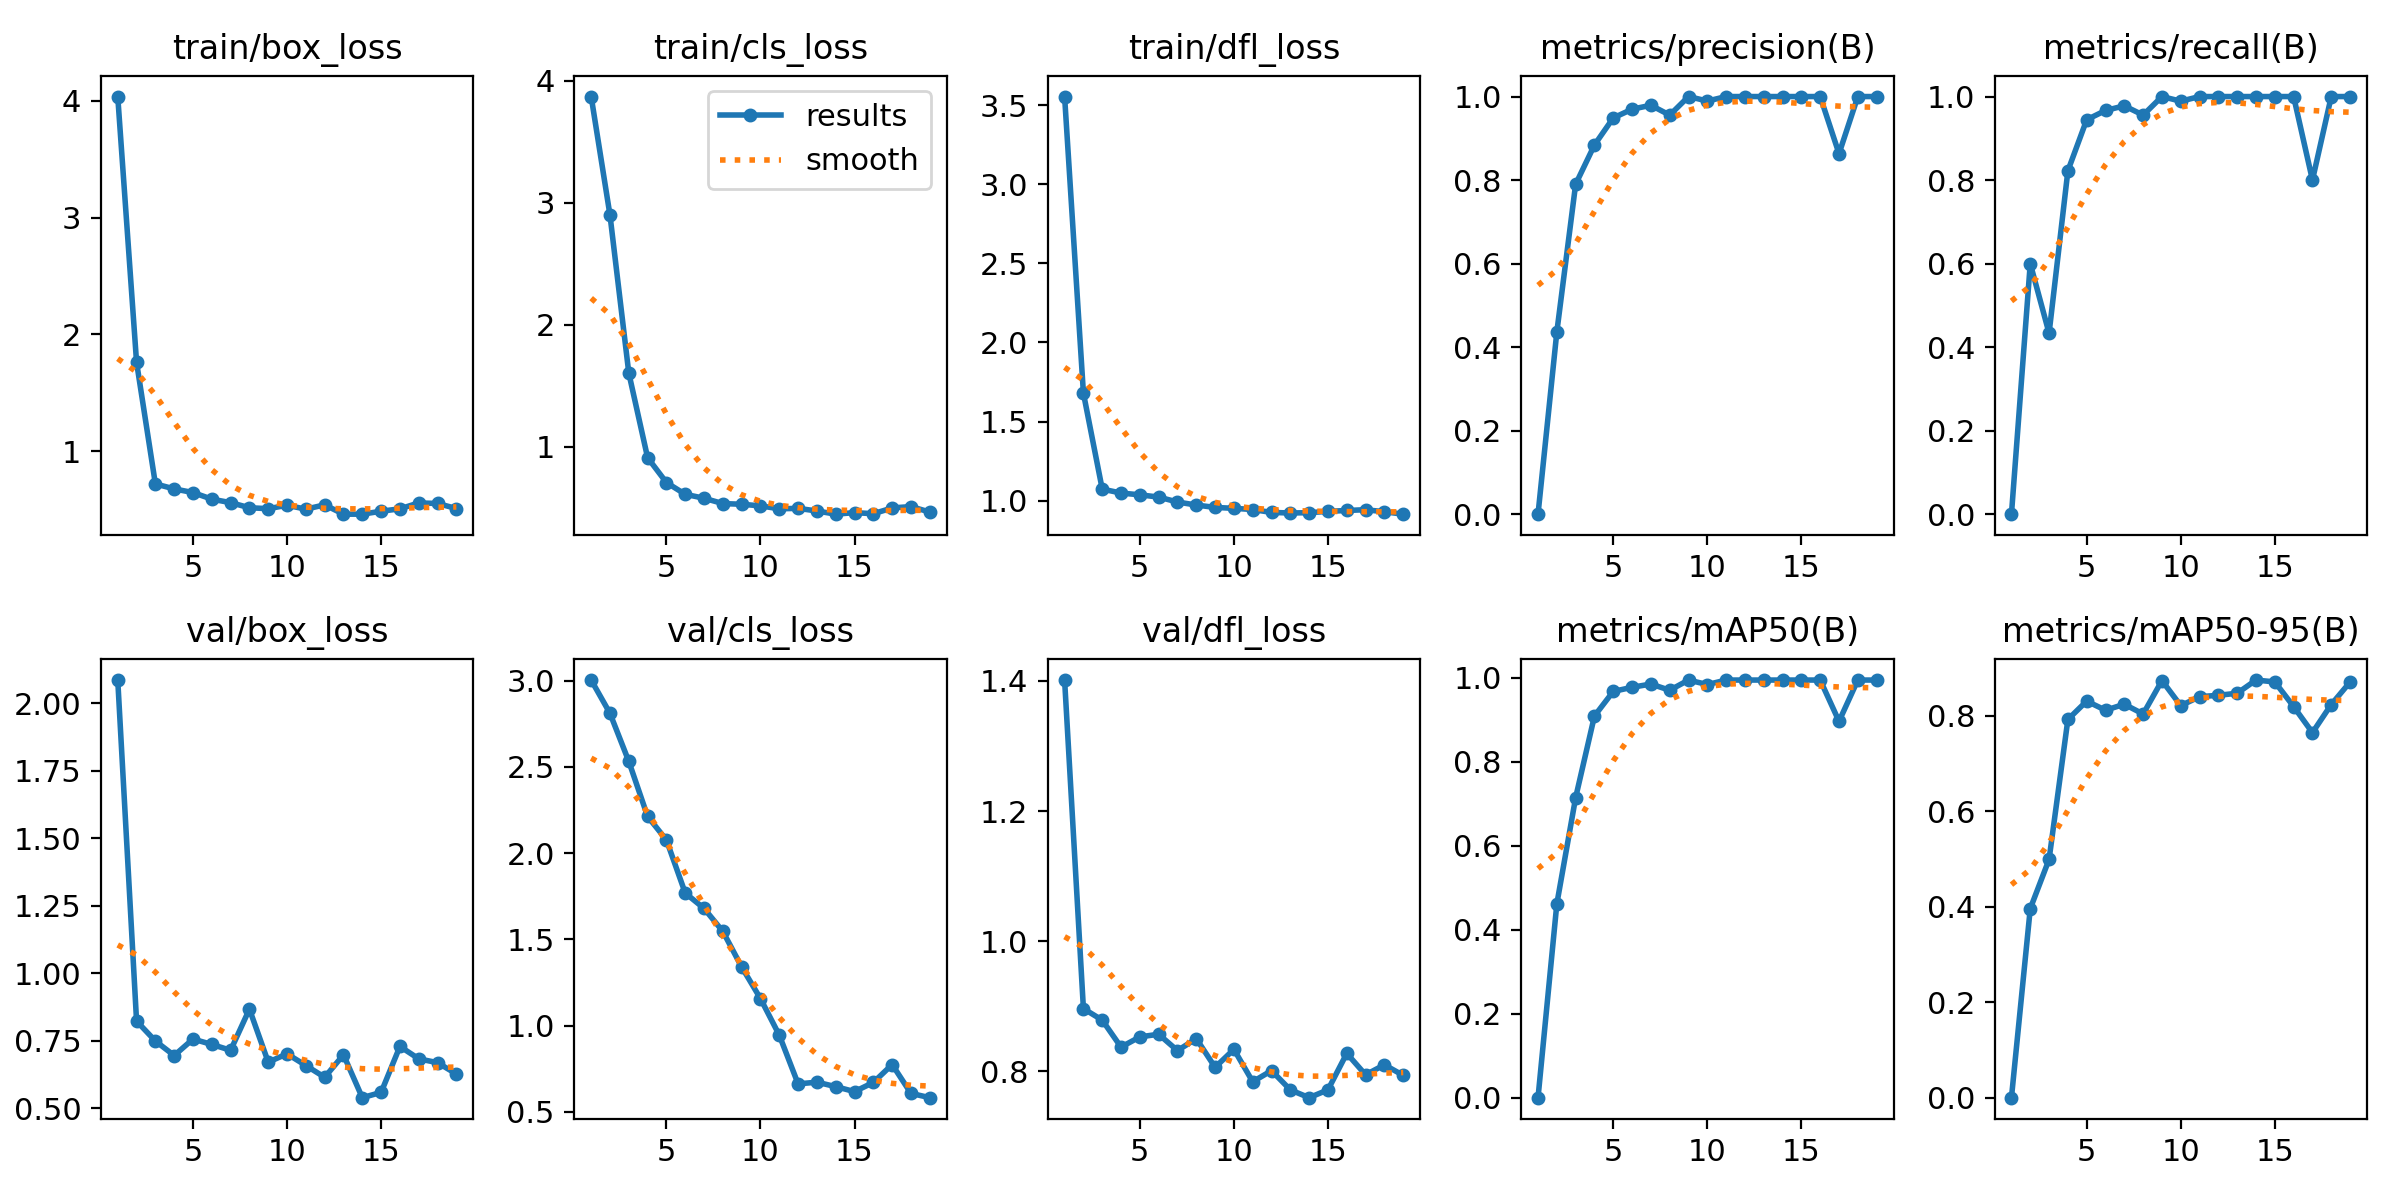 train/box_loss
4
3
2
1
5 10 15
train/cls_loss
results
smooth
4
3
2
1
5 10 15
train/dfl_loss
3.5
3.0
2.5
2.0
1.5
1.0
5 10 15
metrics/precision(B)
1.0
0.8
0.6
0.4
0.2
0.0
5 10 15
metrics/recall(B)
1.0
0.8
0.6
0.4
0.2
0.0
5 10 15
val/box_loss
2.00
1.75
1.50
1.25
1.00
0.75
0.50
5 10 15
val/cls_loss
3.0
2.5
2.0
1.5
1.0
0.5
5 10 15
val/dfl_loss
1.4
1.2
1.0
0.8
5 10 15
metrics/mAP50(B)
1.0
0.8
0.6
0.4
0.2
0.0
5 10 15
metrics/mAP50-95(B)
0.8
0.6
0.4
0.2
0.0
5 10 15